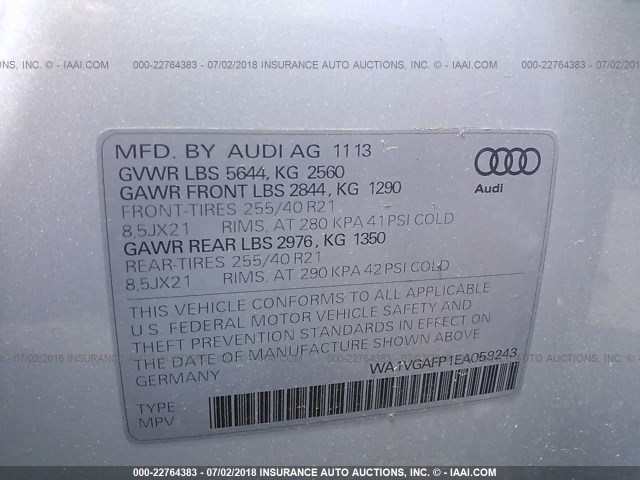 AUCTIONS, INC. © - IAAI.COM 000-22764383 - 07/02/2018 INSURANCE AUTO AUCTIONS, INC. © - IAAI.COM 000-22764383
MFD. BY AUDI AG 11 13
GVWR LBS 5644, KG 2560
GAWR FRONT LBS 2844, KG 1290
FRONT-TIRES 255/40 R21
8,5JX21 RIMS, AT 280 KPA 41 PSI COLD
GAWR REAR LBS 2976, KG 1350
REAR-TIRES 255/40 R21
8,5JX21 RIMS, AT 290 KPA 42 PSI COLD
Audi
THIS VEHICLE CONFORMS TO ALL APPLICABLE
U.S. FEDERAL MOTOR VEHICLE SAFETY AND
THEFT PREVENTION STANDARDS IN EFFECT ON
THE DATE OF MANUFACTURE SHOWN ABOVE
GERMANY
WA1VGAFP1EA059243
TYPE
MPV
000-22764383 - 07/02/2018 INSURANCE AUTO AUCTIONS, INC. © - IAAI.COM